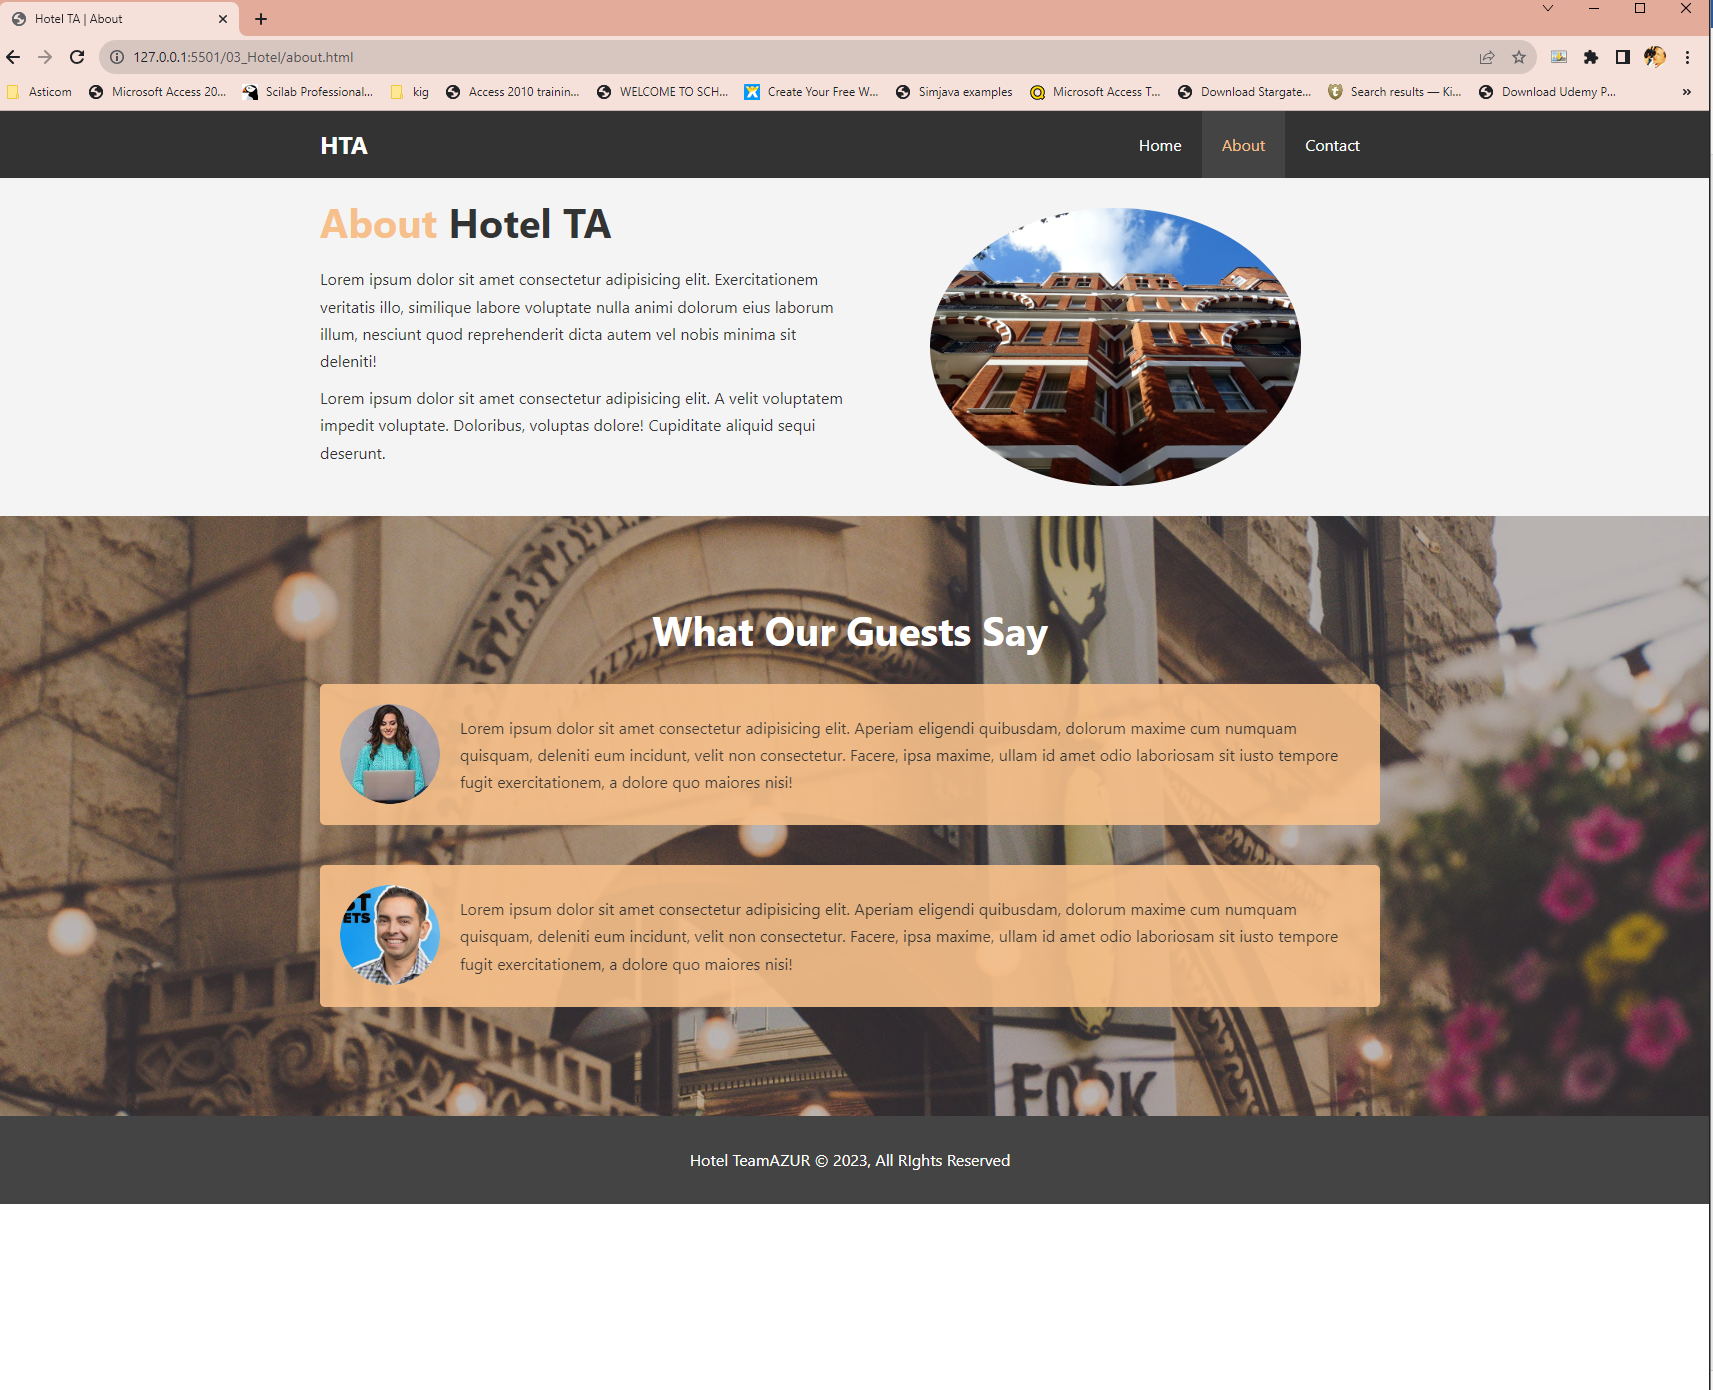 Hotel TA | About
127.0.0.1:5501/03_Hotel/about.html
Asticom Microsoft Access 20... Scilab Professional... kig Access 2010 trainin... WELCOME TO SCH... Create Your Free W... Simjava examples Microsoft Access T... Download Stargate... Search results — Ki... Download Udemy P... »
HTA Home About Contact
About Hotel TA
Lorem ipsum dolor sit amet consectetur adipisicing elit. Exercitationem
veritatis illo, similique labore voluptate nulla animi dolorum eius laborum
illum, nesciunt quod reprehenderit dicta autem vel nobis minima sit
deleniti!
Lorem ipsum dolor sit amet consectetur adipisicing elit. A velit voluptatem
impedit voluptate. Doloribus, voluptas dolore! Cupiditate aliquid sequi
deserunt.
What Our Guests Say
Lorem ipsum dolor sit amet consectetur adipisicing elit. Aperiam eligendi quibusdam, dolorum maxime cum numquam
quisquam, deleniti eum incidunt, velit non consectetur. Facere, ipsa maxime, ullam id amet odio laboriosam sit iusto tempore
fugit exercitationem, a dolore quo maiores nisi!
ST
ETS
Lorem ipsum dolor sit amet consectetur adipisicing elit. Aperiam eligendi quibusdam, dolorum maxime cum numquam
quisquam, deleniti eum incidunt, velit non consectetur. Facere, ipsa maxime, ullam id amet odio laboriosam sit iusto tempore
fugit exercitationem, a dolore quo maiores nisi!
FORK
Hotel TeamAZUR © 2023, All RIghts Reserved